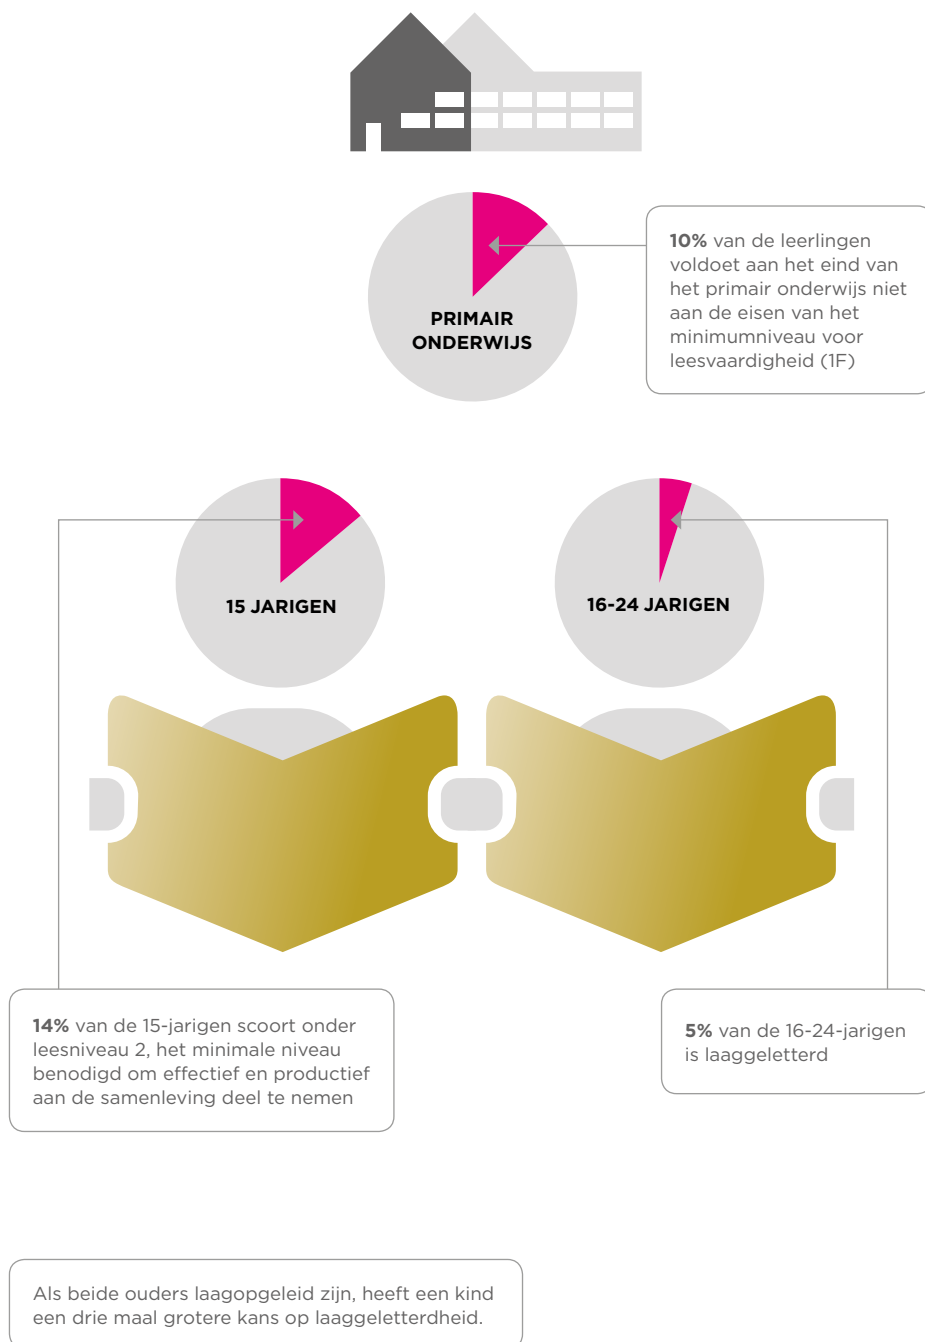 PRIMAIR
ONDERWIJS
10% van de leerlingen
voldoet aan het eind van
het primair onderwijs niet
aan de eisen van het
minimumniveau voor
leesvaardigheid (1F)
15 JARIGEN
16-24 JARIGEN
14% van de 15-jarigen scoort onder
leesniveau 2, het minimale niveau
benodigd om effectief en productief
aan de samenleving deel te nemen
5% van de 16-24-jarigen
is laaggeletterd
Als beide ouders laagopgeleid zijn, heeft een kind
een drie maal grotere kans op laaggeletterdheid.